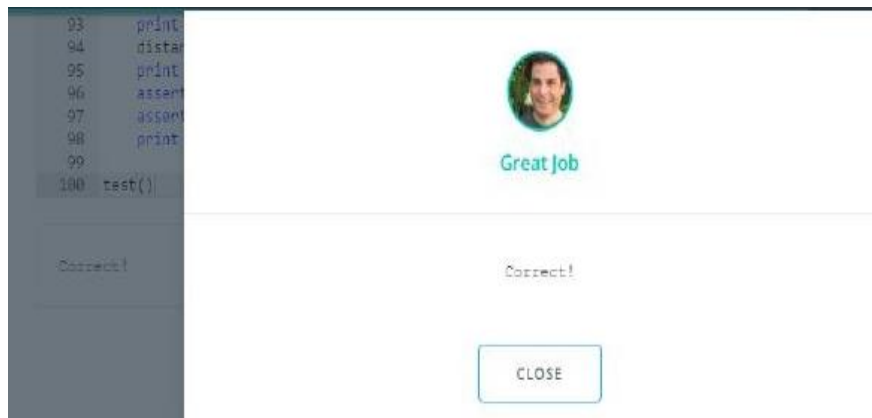 93 print
94 distan
95 print
96 assert
97 assert
98 print
99
100 test()
Correct!
Great Job
Correct!
CLOSE